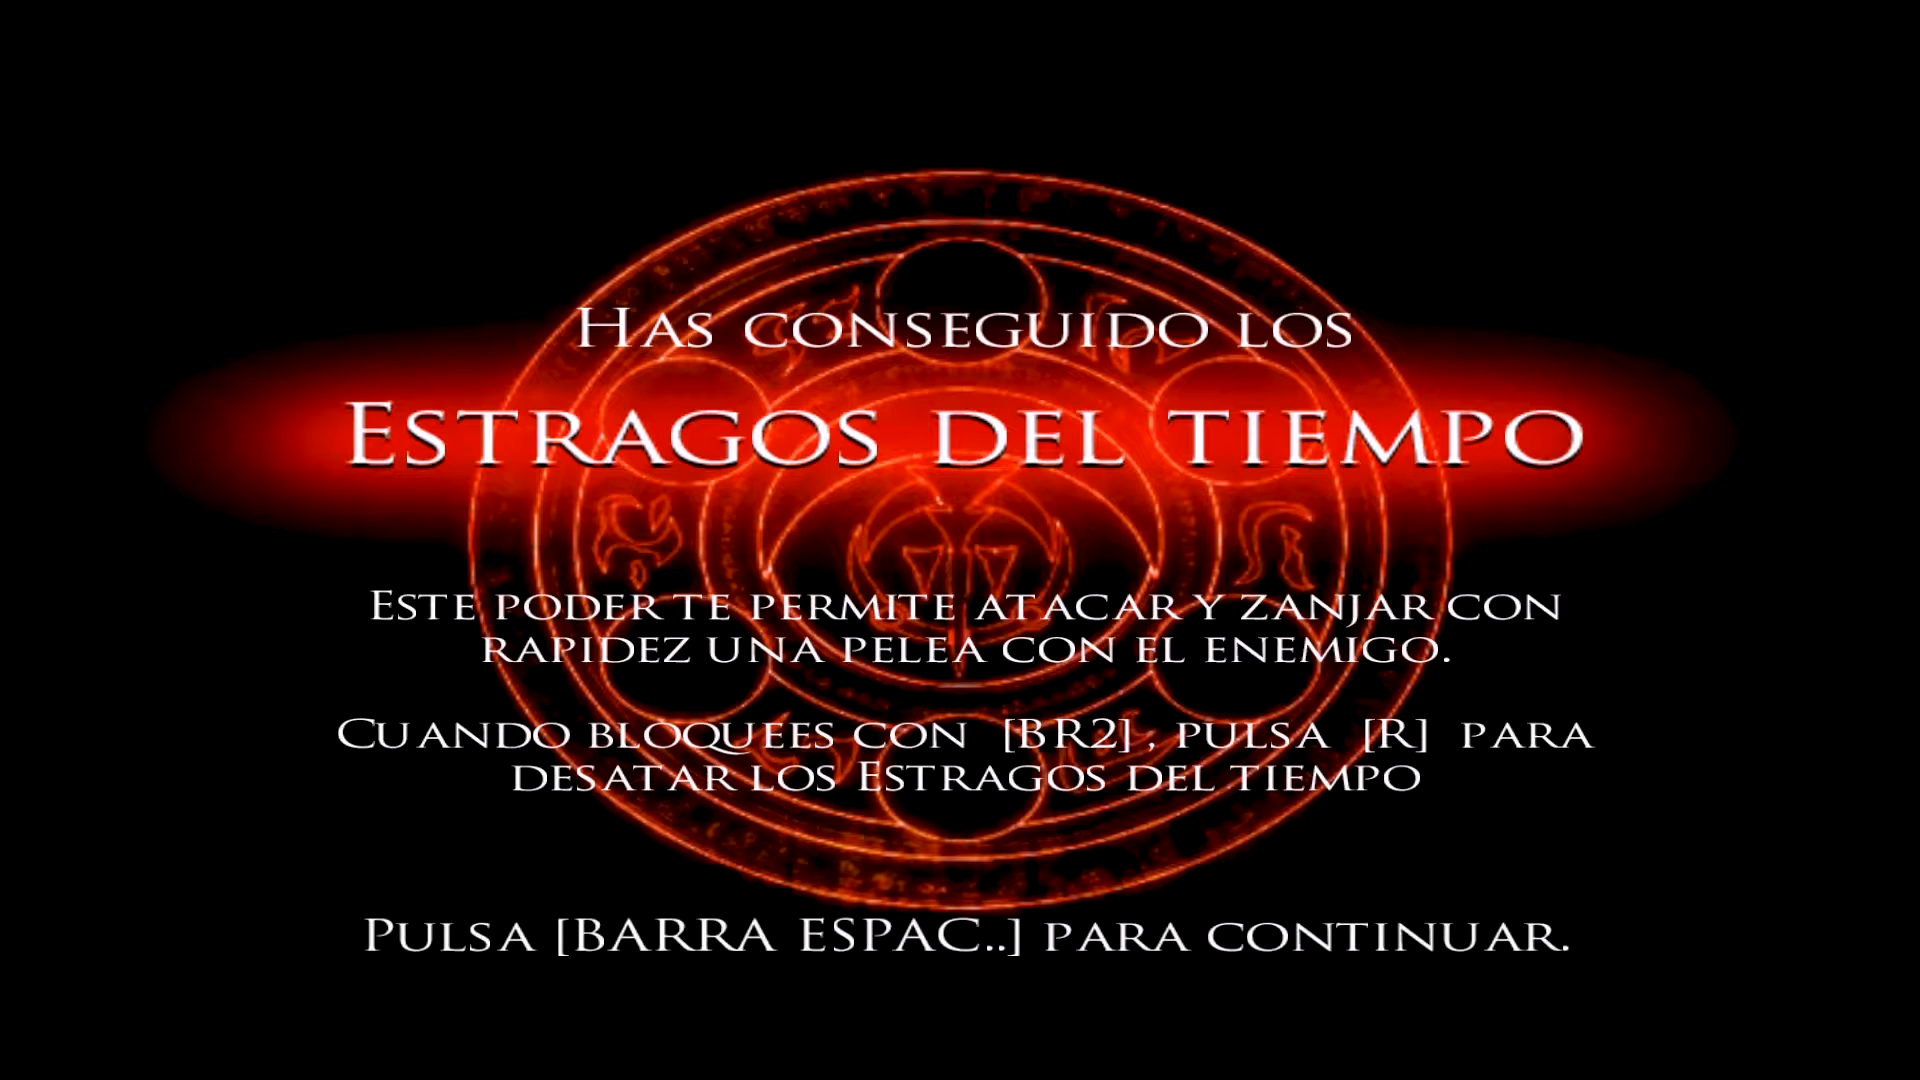 Has conseguido los
Estragos del tiempo
Este poder te permite atacar y zanjar con
rapidez una pelea con el enemigo.
Cuando bloquees con [BR2], pulsa [R] para
desatar los Estragos del tiempo
Pulsa [BARRA ESPAC..] para continuar.